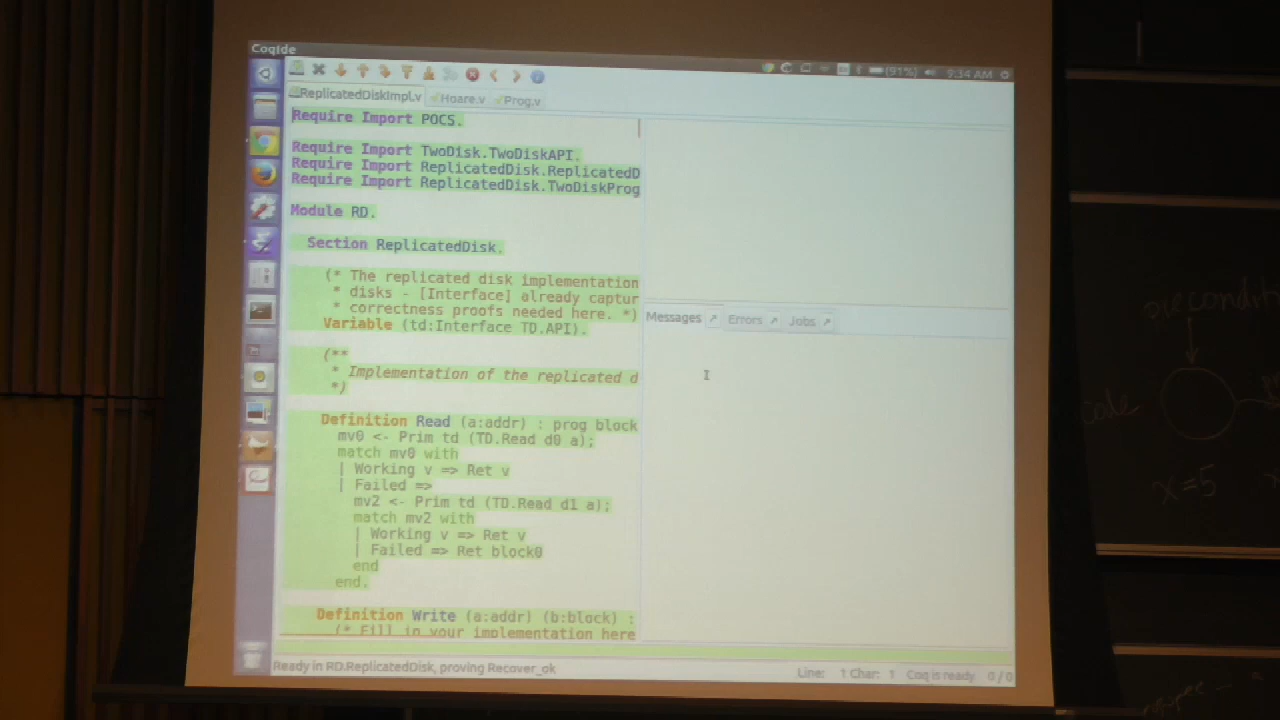 CoqIde
(91%) 9:34 AM
ReplicatedDiskImpl.v Hoare.v Prog.v
Require Import POCS.
Require Import TwoDisk.TwoDiskAPI.
Require Import ReplicatedDisk.ReplicatedD
Require Import ReplicatedDisk.TwoDiskProg
Module RD.
Section ReplicatedDisk.
(* The replicated disk implementation
* disks - [Interface] already captur
* correctness proofs needed here. *)
Variable (td:Interface TD.API).
(**
* Implementation of the replicated d
*)
Definition Read (a:addr) : prog block
mv0 <- Prim td (TD.Read d0 a);
match mv0 with
| Working v => Ret v
| Failed =>
mv2 <- Prim td (TD.Read d1 a);
match mv2 with
| Working v => Ret v
| Failed => Ret block0
end
end.
Definition Write (a:addr) (b:block) :
(* Fill in your implementation here
Messages Errors Jobs
Ready in RD.ReplicatedDisk, proving Recover_ok
Line: 1 Char: 1 Coq is ready 0 / 0
x=5